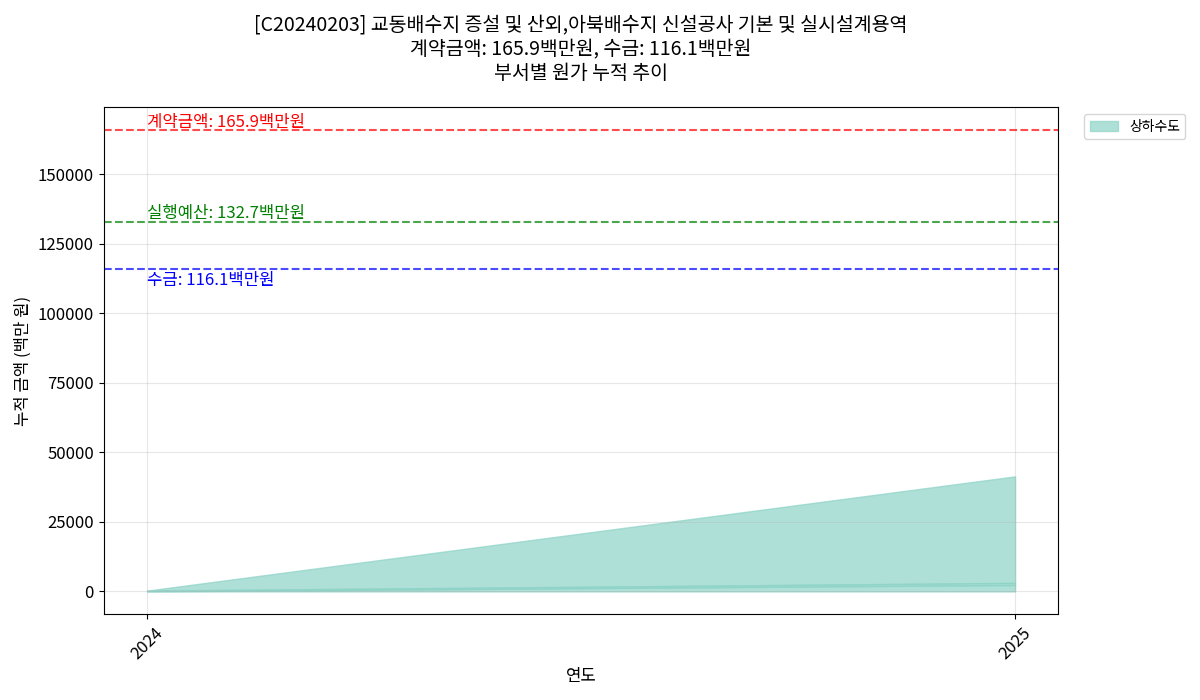 [C20240203] 교동배수지 증설 및 산외,아북배수지 신설공사 기본 및 실시설계용역
계약금액: 165.9백만원, 수금: 116.1백만원
부서별 원가 누적 추이
계약금액: 165.9백만원
상하수도
150000
실행예산: 132.7백만원
125000
수금: 116.1백만원
100000
누적 금액 (백만 원)
75000
50000
25000
0
2024
2025
연도